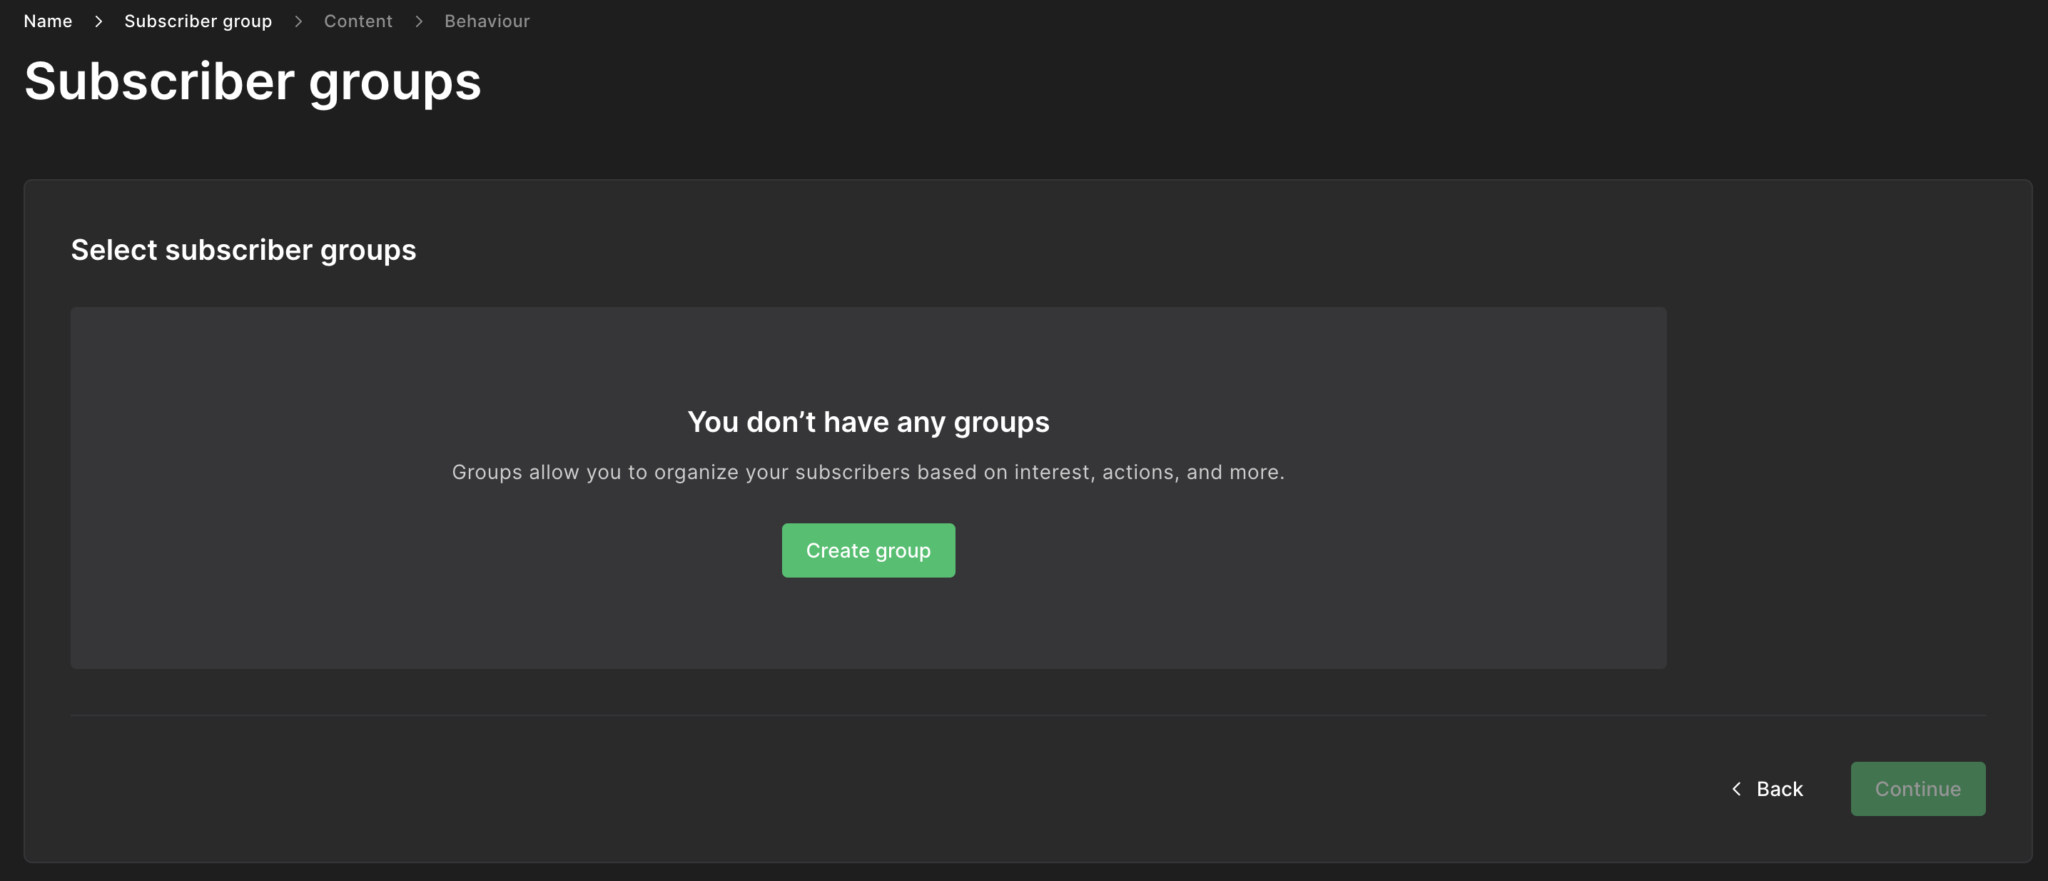 Name > Subscriber group > Content > Behaviour
Subscriber groups
Select subscriber groups
You don’t have any groups
Groups allow you to organize your subscribers based on interest, actions, and more.
Create group
Back
Continue